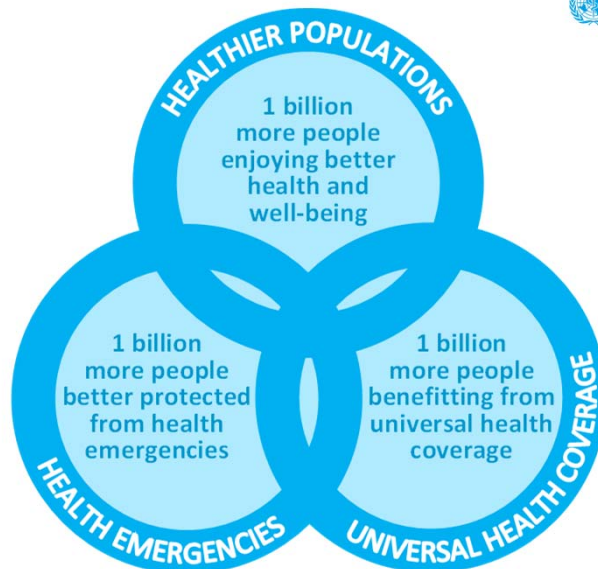 HEALTHIER POPULATIONS
1 billion
more people
enjoying better
health and
well-being
1 billion
more people
better protected
from health
emergencies
HEALTH EMERGENCIES
1 billion
more people
benefitting from
universal health
coverage
UNIVERSAL HEALTH COVERAGE